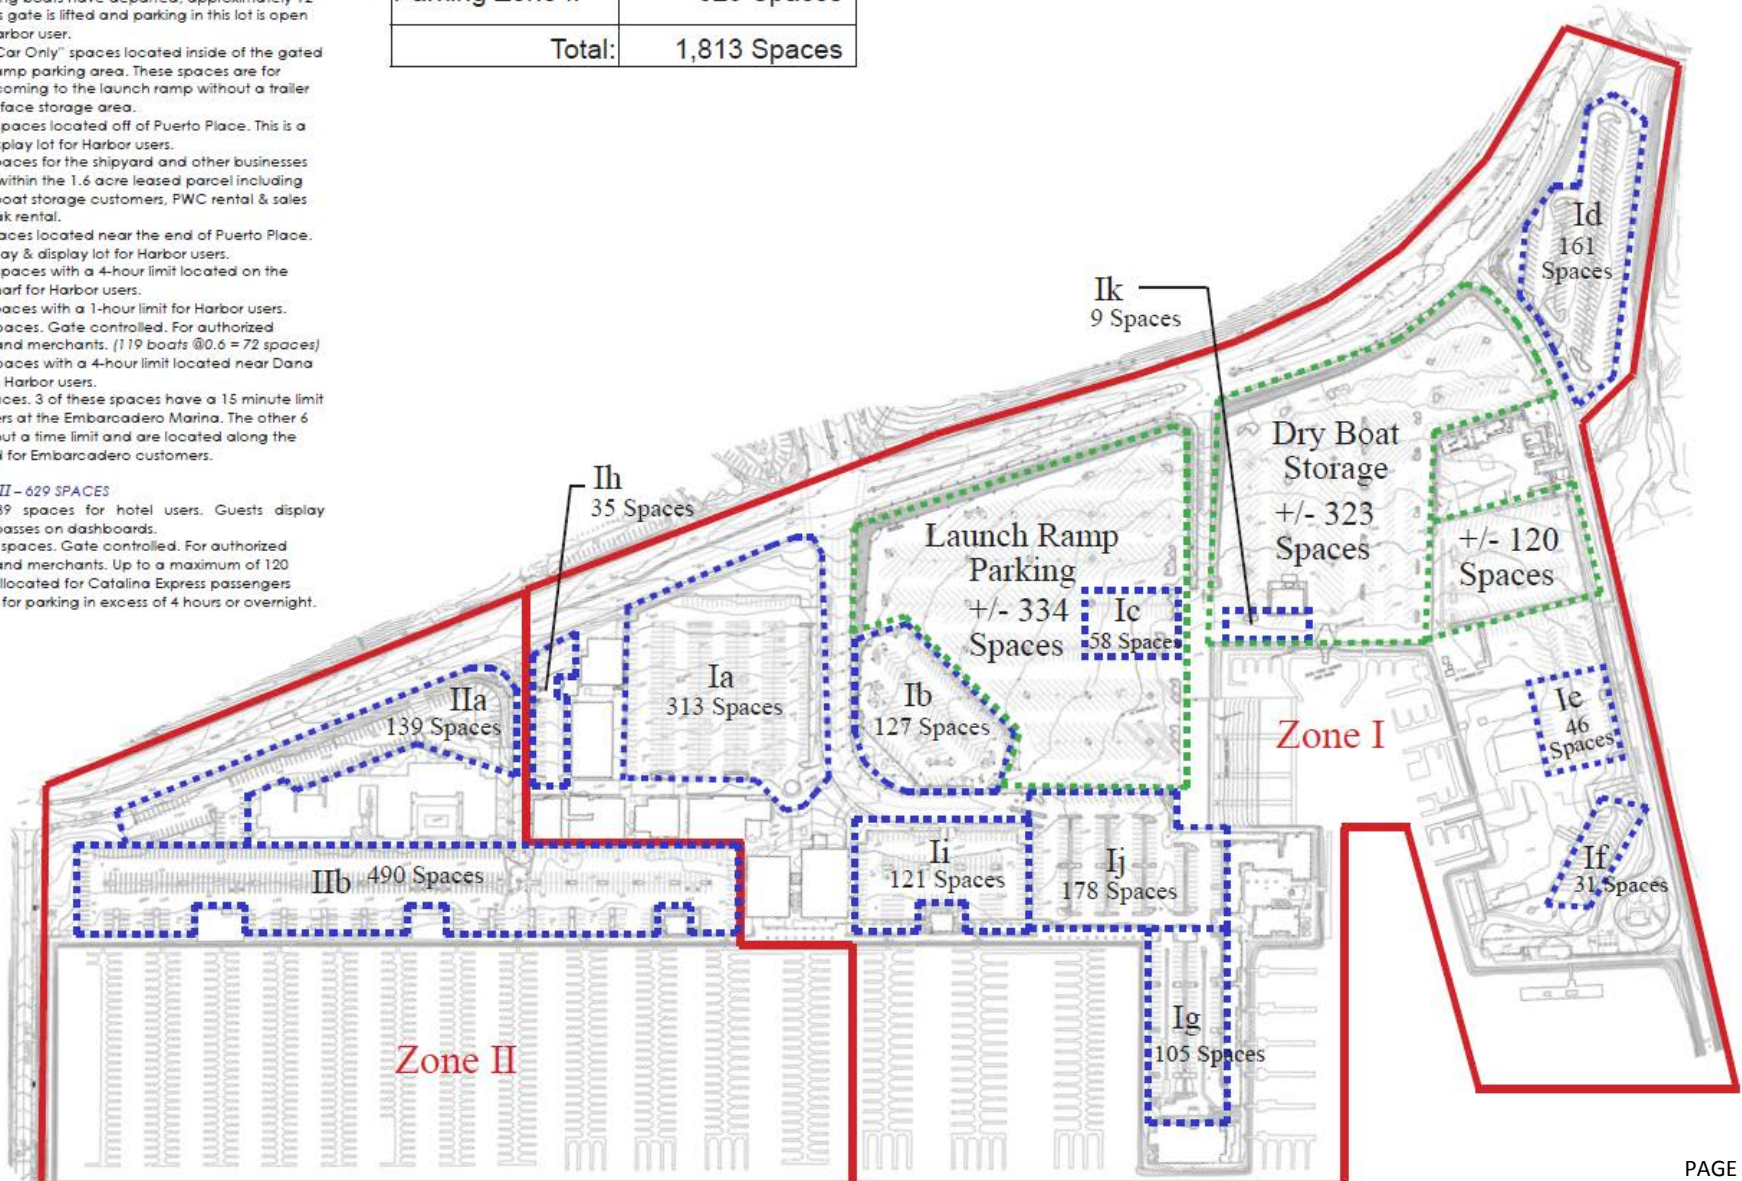 s gate is lifted and parking in this lot is open
arbor user.
Car Only" spaces located inside of the gated
amp parking area. These spaces are for
coming to the launch ramp without a trailer
face storage area.
spaces located off of Puerto Place. This is a
splay lot for Harbor users.
paces for the shipyard and other businesses
within the 1.6 acre leased parcel including
boat storage customers, PWC rental & sales
ak rental.
aces located near the end of Puerto Place.
ay & display lot for Harbor users.
spaces with a 4-hour limit located on the
harf for Harbor users.
paces with a 1-hour limit for Harbor users.
paces. Gate controlled. For authorized
and merchants. (119 boats @0.6 = 72 spaces)
paces with a 4-hour limit located near Dana
Harbor users.
aces. 3 of these spaces have a 15 minute limit
ers at the Embarcadero Marina. The other 6
out a time limit and are located along the
d for Embarcadero customers.
II – 629 SPACES
39 spaces for hotel users. Guests display
passes on dashboards.
spaces. Gate controlled. For authorized
and merchants. Up to a maximum of 120
llocated for Catalina Express passengers
for parking in excess of 4 hours or overnight.
Total: 1,813 Spaces
Id
161
Spaces
Ik
9 Spaces
Dry Boat
Storage
+/- 323
Spaces
+/- 120
Spaces
Ih
35 Spaces
Launch Ramp
Parking
+/- 334
Spaces
Ic
58 Spaces
Ia
313 Spaces
Ib
127 Spaces
IIa
139 Spaces
Zone I
Ie
46
Spaces
If
31 Spaces
IIb 490 Spaces
Ii
121 Spaces
Ij
178 Spaces
Ig
105 Spaces
Zone II
PAGE